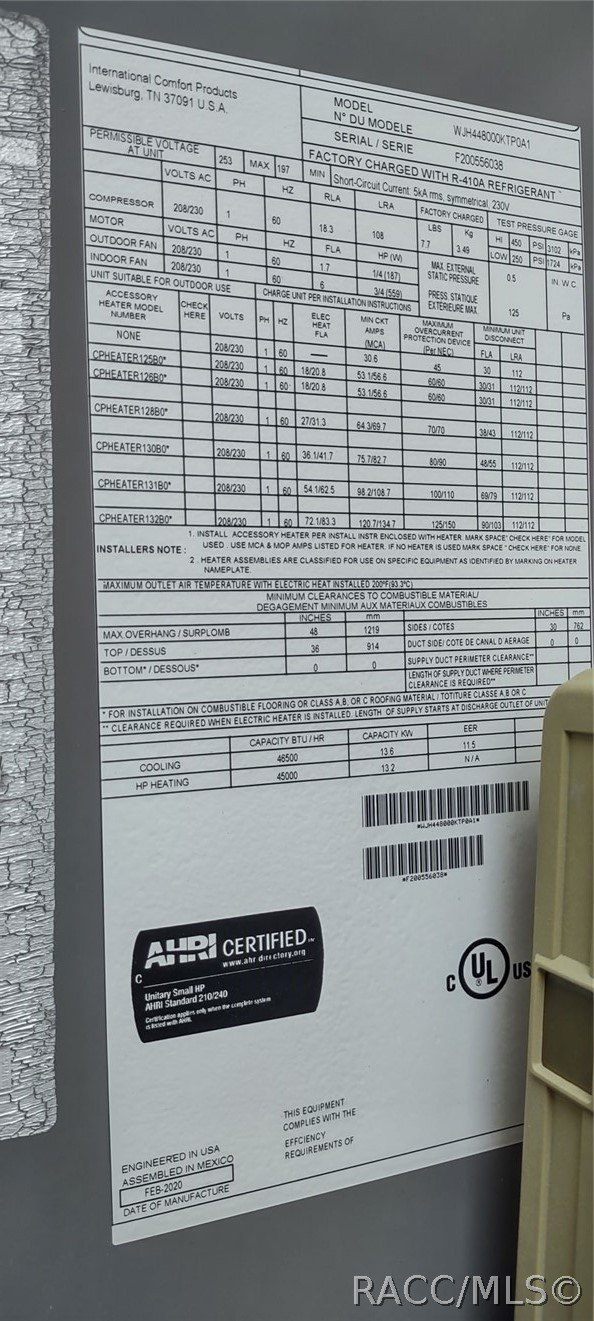 International Comfort Products
Lewisburg, TN 37091 U.S.A.
MODEL
N° DU MODELE WJH448000KTP0A1
SERIAL / SERIE F200556038
FACTORY CHARGED WITH R-410A REFRIGERANT
PERMISSIBLE VOLTAGE AT UNIT 253 MAX 197 MIN
Short-Circuit Current: 5kA rms, symmetrical, 230V
VOLTS AC PH HZ RLA LRA FACTORY CHARGED TEST PRESSURE GAGE
COMPRESSOR 208/230 1 60 18.3 108
LBS Kg
7.7 3.49
HI 450 PSI 3102 kPa
LOW 250 PSI 1724 kPa
MOTOR VOLTS AC PH HZ FLA HP (W)
OUTDOOR FAN 208/230 1 60 1.7 1/4 (187)
INDOOR FAN 208/230 1 60 6 3/4 (559)
MAX. EXTERNAL STATIC PRESSURE 0.5 IN W C
PRESS. STATIQUE EXTERIEURE MAX. 125 Pa
UNIT SUITABLE FOR OUTDOOR USE CHARGE UNIT PER INSTALLATION INSTRUCTIONS
ACCESSORY HEATER MODEL NUMBER CHECK HERE VOLTS PH HZ ELEC HEAT FLA MIN CKT AMPS (MCA) MAXIMUM OVERCURRENT PROTECTION DEVICE (Per NEC) MINIMUM UNIT DISCONNECT
FLA LRA
NONE 208/230 1 60 — 30.6 45 30 112
CPHEATER125B0* 208/230 1 60 18/20.8 53.1/56.6 60/60 30/31 112/112
CPHEATER126B0* 208/230 1 60 18/20.8 53.1/56.6 60/60 30/31 112/112
CPHEATER128B0* 208/230 1 60 27/31.3 64.3/69.7 70/70 38/43 112/112
CPHEATER130B0* 208/230 1 60 36.1/41.7 75.7/82.7 80/90 48/55 112/112
CPHEATER131B0* 208/230 1 60 54.1/62.5 98.2/108.7 100/110 69/79 112/112
CPHEATER132B0* 208/230 1 60 72.1/83.3 120.7/134.7 125/150 90/103 112/112
INSTALLERS NOTE :
1. INSTALL ACCESSORY HEATER PER INSTALL INSTR ENCLOSED WITH HEATER. MARK SPACE" CHECK HERE" FOR MODEL
USED . USE MCA & MOP AMPS LISTED FOR HEATER. IF NO HEATER IS USED MARK SPACE " CHECK HERE" FOR NONE
2 . HEATER ASSEMBLIES ARE CLASSIFIED FOR USE ON SPECIFIC EQUIPMENT AS IDENTIFIED BY MARKING ON HEATER
NAMEPLATE.
MAXIMUM OUTLET AIR TEMPERATURE WITH ELECTRIC HEAT INSTALLED 200°F(93.3°C)
MINIMUM CLEARANCES TO COMBUSTIBLE MATERIAL/
DEGAGEMENT MINIMUM AUX MATERIAUX COMBUSTIBLES
INCHES mm INCHES mm
MAX.OVERHANG / SURPLOMB 48 1219 SIDES / COTES 30 762
TOP / DESSUS 36 914 DUCT SIDE/ COTE DE CANAL D'AERAGE 0 0
BOTTOM* / DESSOUS* 0 0 SUPPLY DUCT PERIMETER CLEARANCE**
LENGTH OF SUPPLY DUCT WHERE PERIMETER
CLEARANCE IS REQUIRED**
* FOR INSTALLATION ON COMBUSTIBLE FLOORING OR CLASS A,B, OR C ROOFING MATERIAL / TOTITURE CLASSE A,B OR C
** CLEARANCE REQUIRED WHEN ELECTRIC HEATER IS INSTALLED. LENGTH OF SUPPLY STARTS AT DISCHARGE OUTLET OF UNIT
CAPACITY BTU / HR CAPACITY KW EER
COOLING 46500 13.6 11.5
HP HEATING 45000 13.2 N/A
*WJH448000KTP0A1*
*F200556038*
AHRI CERTIFIED™
www.ahridirectory.org
C
Unitary Small HP
AHRI Standard 210/240
Certification applies only when the complete system
is listed with AHRI.
C UL US
®
THIS EQUIPMENT
COMPLIES WITH THE
EFFCIENCY
REQUIREMENTS OF
ENGINEERED IN USA
ASSEMBLED IN MEXICO
FEB-2020
DATE OF MANUFACTURE
RACC/MLS©